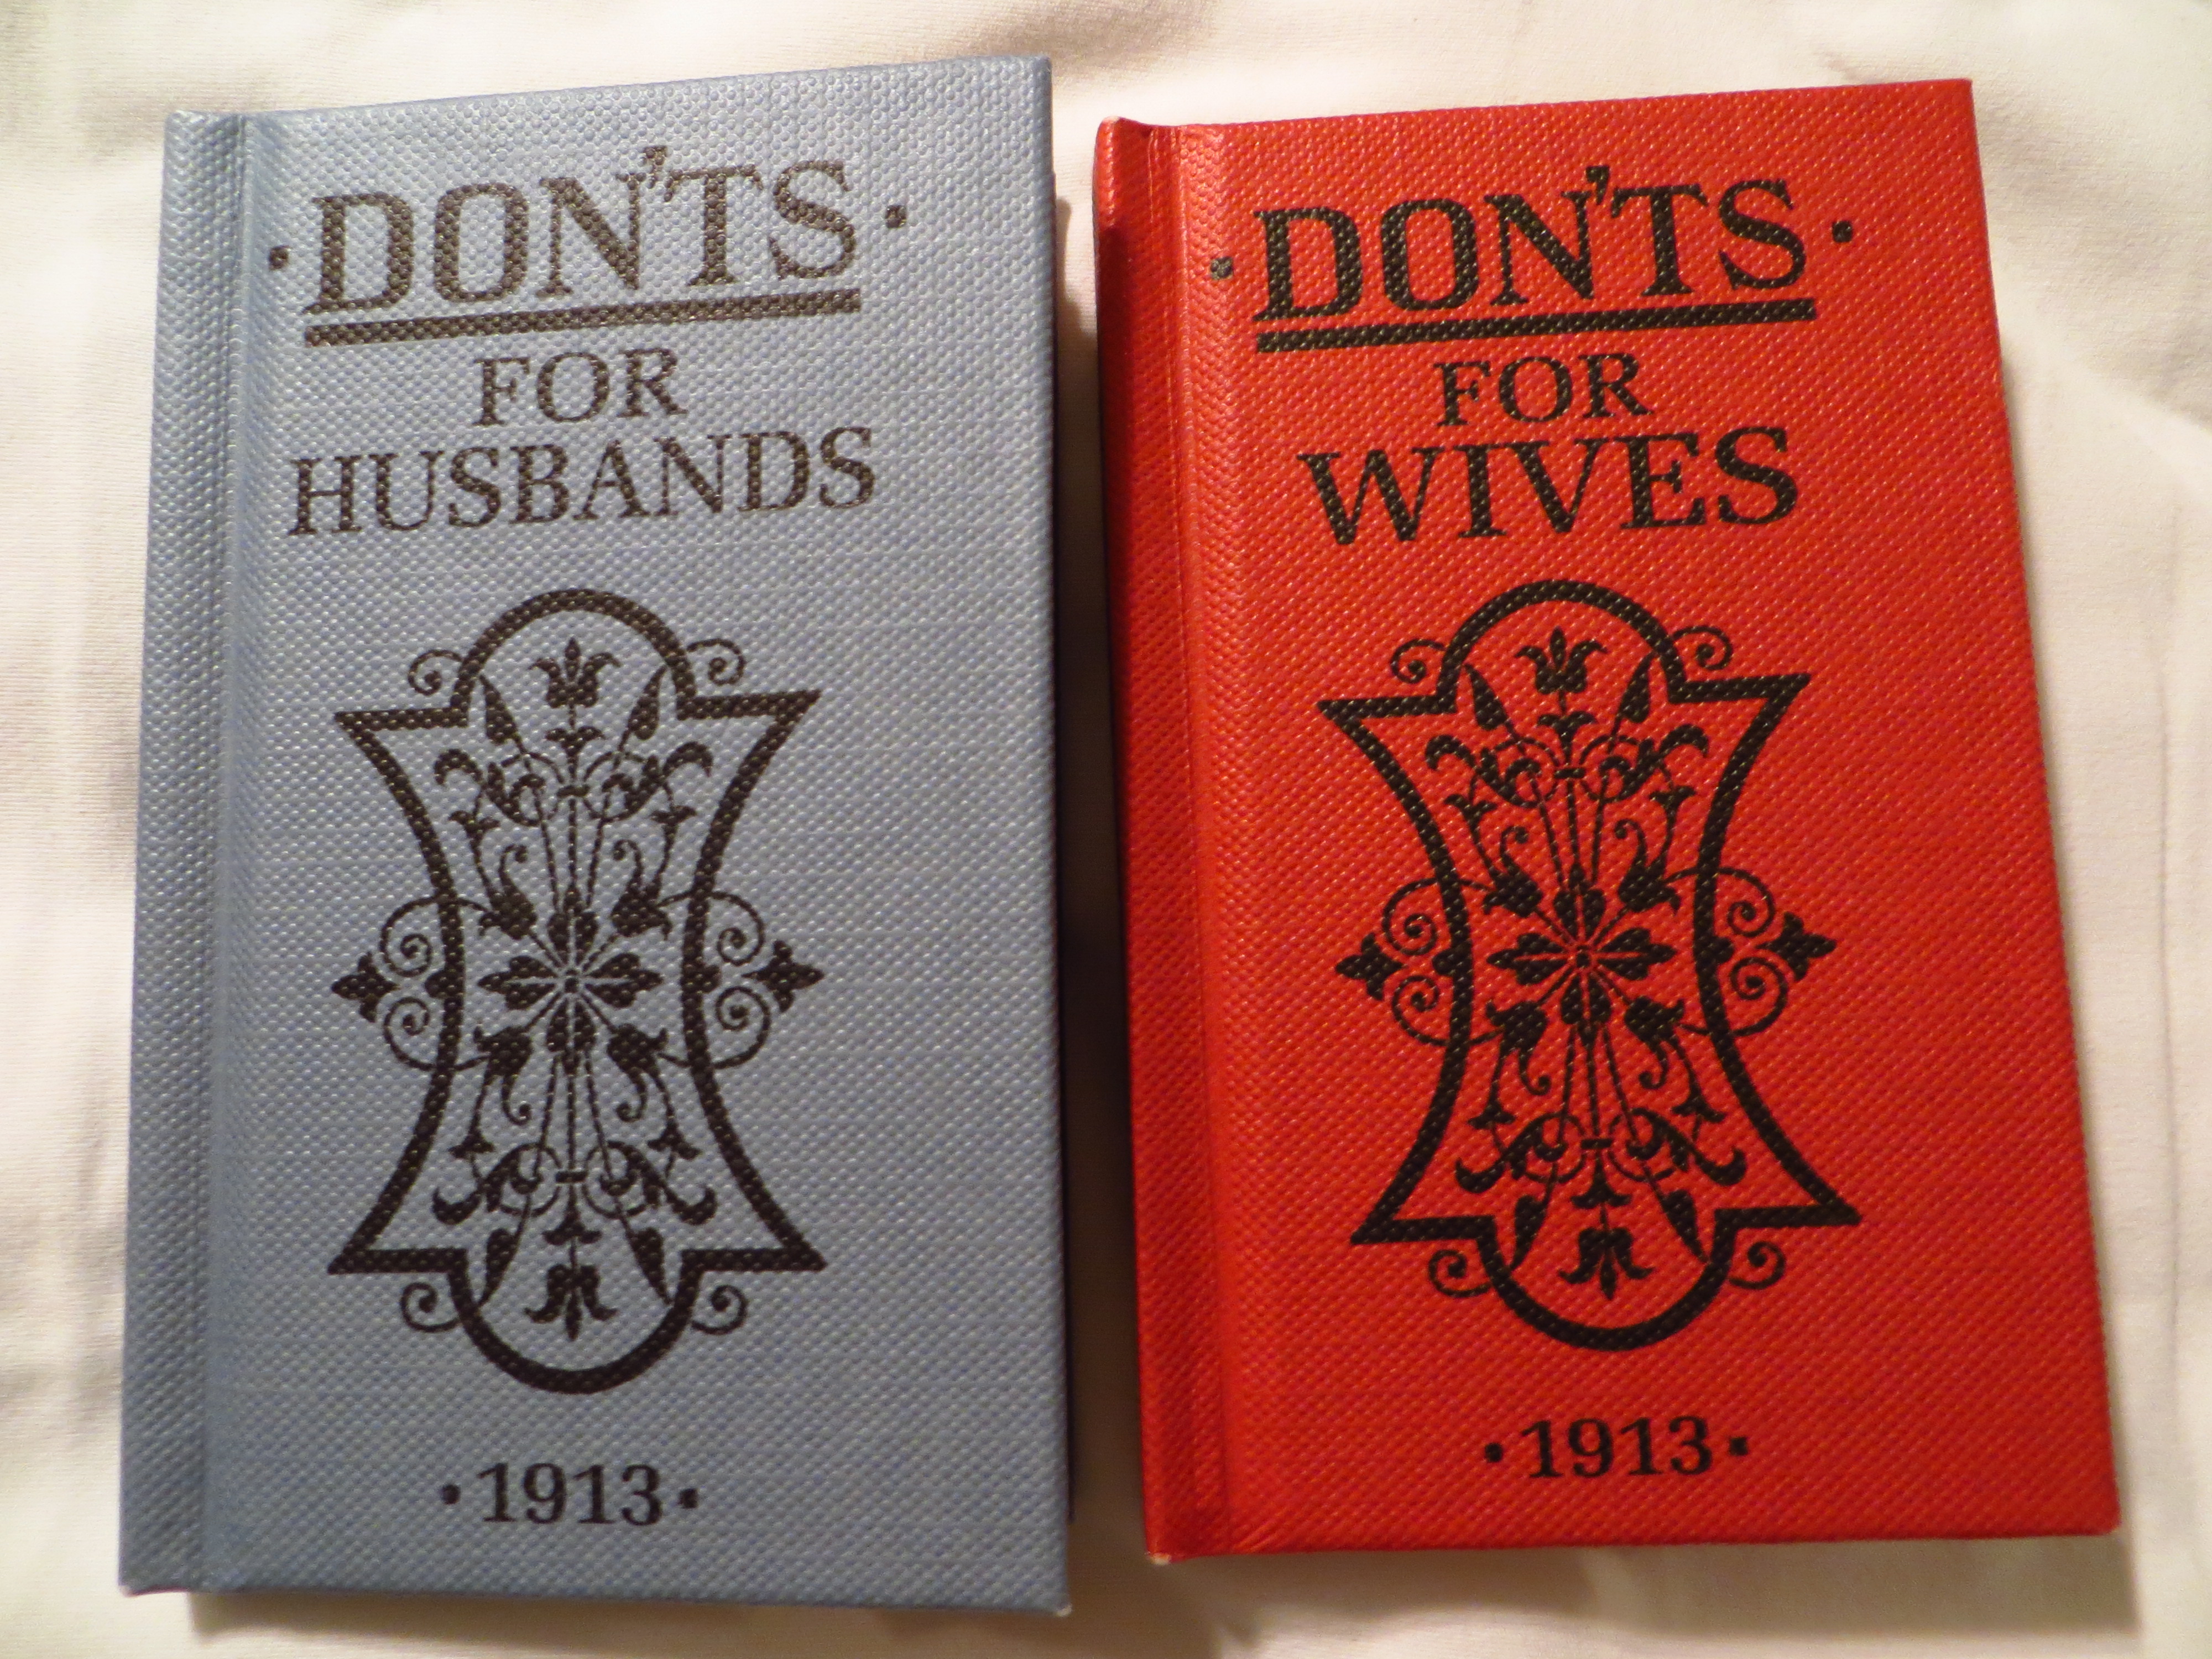 ·DON'TS·
FOR
HUSBANDS
·1913·
·DON'TS·
FOR
WIVES
·1913·